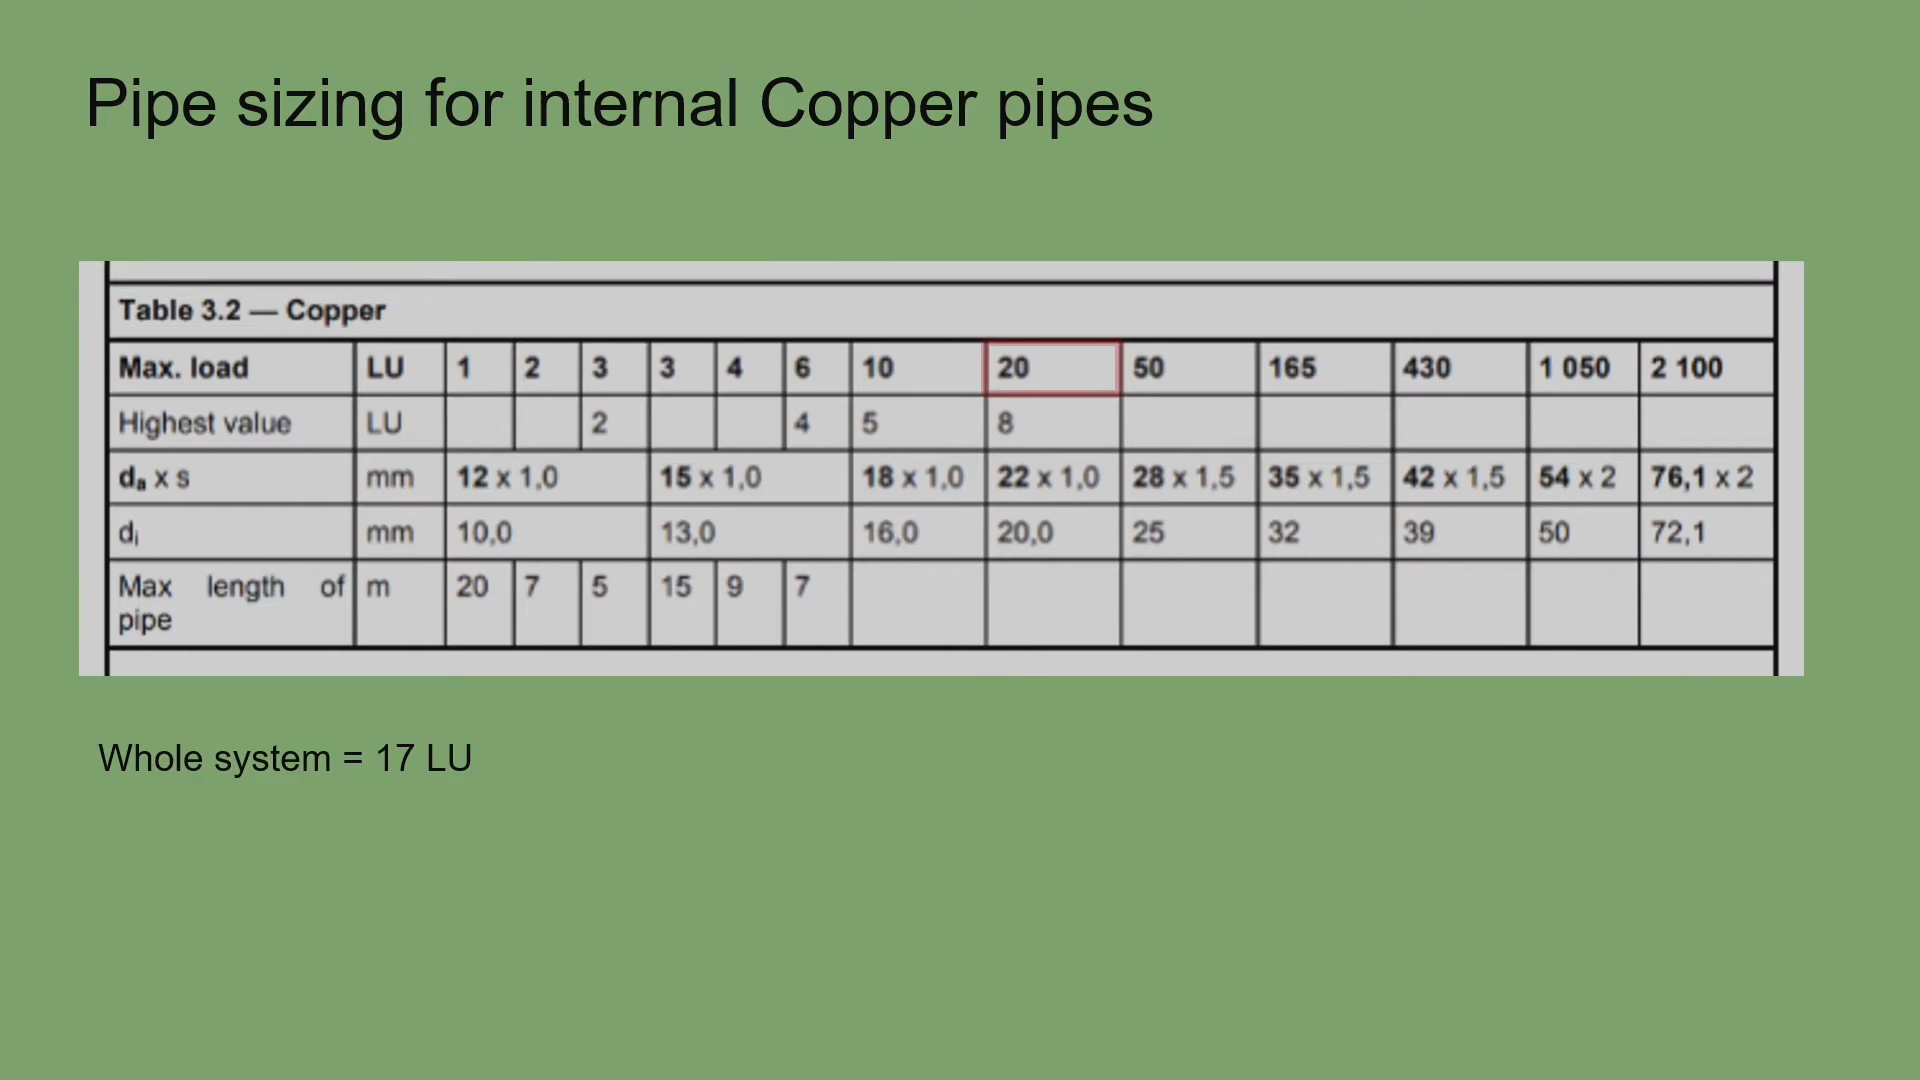 Pipe sizing for internal Copper pipes
Table 3.2 — Copper
Max. load LU 1 2 3 3 4 6 10 20 50 165 430 1 050 2 100
Highest value LU 2 4 5 8
da x s mm 12 x 1,0 15 x 1,0 18 x 1,0 22 x 1,0 28 x 1,5 35 x 1,5 42 x 1,5 54 x 2 76,1 x 2
di mm 10,0 13,0 16,0 20,0 25 32 39 50 72,1
Max length of m 20 7 5 15 9 7
pipe
Whole system = 17 LU